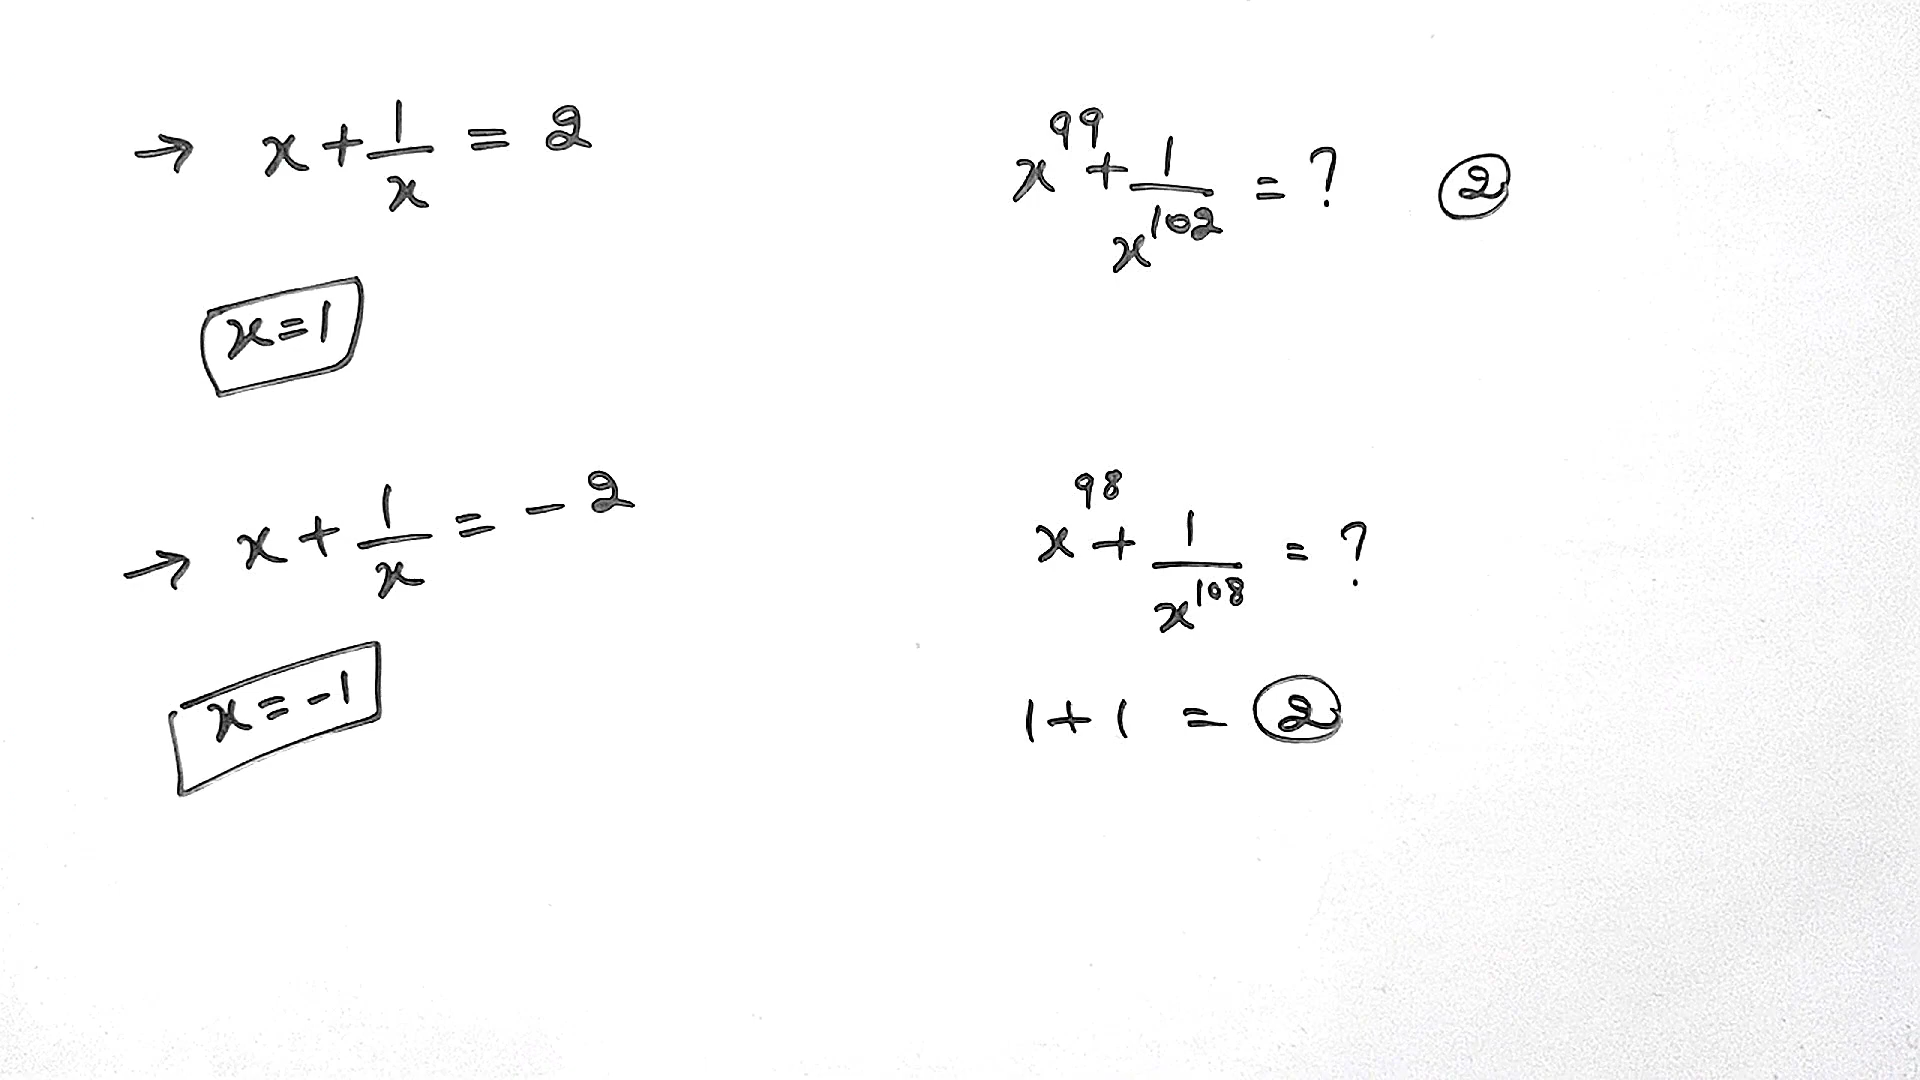 → x + 1/x = 2
x^99 + 1/x^102 = ? 2
x=1
→ x + 1/x = - 2
x^98 + 1/x^108 = ?
x = -1
1 + 1 = 2